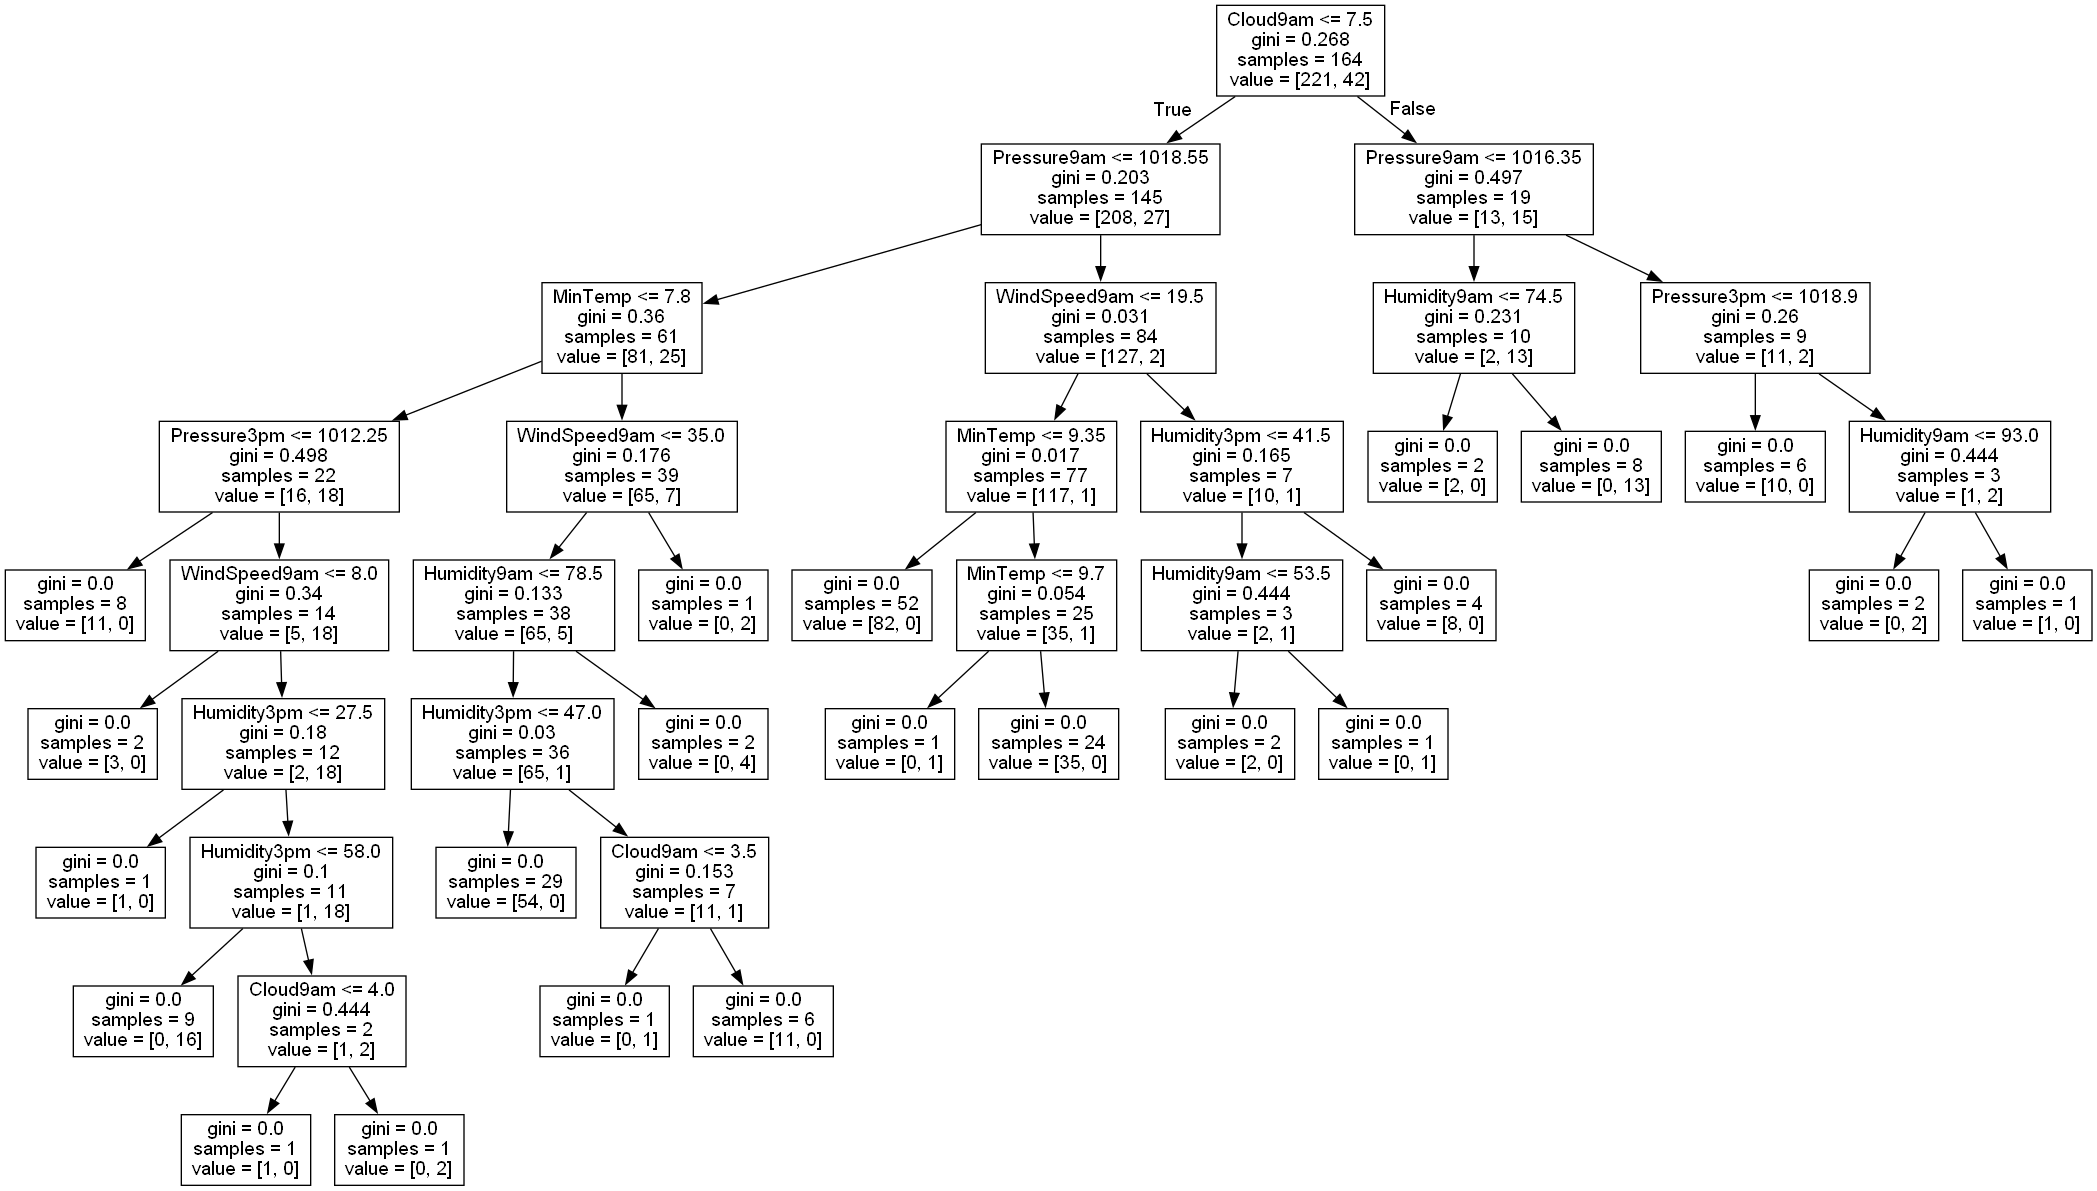 Cloud9am <= 7.5
gini = 0.268
samples = 164
value = [221, 42]
True
False
Pressure9am <= 1018.55
gini = 0.203
samples = 145
value = [208, 27]
Pressure9am <= 1016.35
gini = 0.497
samples = 19
value = [13, 15]
MinTemp <= 7.8
gini = 0.36
samples = 61
value = [81, 25]
WindSpeed9am <= 19.5
gini = 0.031
samples = 84
value = [127, 2]
Humidity9am <= 74.5
gini = 0.231
samples = 10
value = [2, 13]
Pressure3pm <= 1018.9
gini = 0.26
samples = 9
value = [11, 2]
Pressure3pm <= 1012.25
gini = 0.498
samples = 22
value = [16, 18]
WindSpeed9am <= 35.0
gini = 0.176
samples = 39
value = [65, 7]
MinTemp <= 9.35
gini = 0.017
samples = 77
value = [117, 1]
Humidity3pm <= 41.5
gini = 0.165
samples = 7
value = [10, 1]
gini = 0.0
samples = 2
value = [2, 0]
gini = 0.0
samples = 8
value = [0, 13]
gini = 0.0
samples = 6
value = [10, 0]
Humidity9am <= 93.0
gini = 0.444
samples = 3
value = [1, 2]
gini = 0.0
samples = 8
value = [11, 0]
WindSpeed9am <= 8.0
gini = 0.34
samples = 14
value = [5, 18]
Humidity9am <= 78.5
gini = 0.133
samples = 38
value = [65, 5]
gini = 0.0
samples = 1
value = [0, 2]
gini = 0.0
samples = 52
value = [82, 0]
MinTemp <= 9.7
gini = 0.054
samples = 25
value = [35, 1]
Humidity9am <= 53.5
gini = 0.444
samples = 3
value = [2, 1]
gini = 0.0
samples = 4
value = [8, 0]
gini = 0.0
samples = 2
value = [0, 2]
gini = 0.0
samples = 1
value = [1, 0]
gini = 0.0
samples = 2
value = [3, 0]
Humidity3pm <= 27.5
gini = 0.18
samples = 12
value = [2, 18]
Humidity3pm <= 47.0
gini = 0.03
samples = 36
value = [65, 1]
gini = 0.0
samples = 2
value = [0, 4]
gini = 0.0
samples = 1
value = [0, 1]
gini = 0.0
samples = 24
value = [35, 0]
gini = 0.0
samples = 2
value = [2, 0]
gini = 0.0
samples = 1
value = [0, 1]
gini = 0.0
samples = 1
value = [1, 0]
Humidity3pm <= 58.0
gini = 0.1
samples = 11
value = [1, 18]
gini = 0.0
samples = 29
value = [54, 0]
Cloud9am <= 3.5
gini = 0.153
samples = 7
value = [11, 1]
gini = 0.0
samples = 9
value = [0, 16]
Cloud9am <= 4.0
gini = 0.444
samples = 2
value = [1, 2]
gini = 0.0
samples = 1
value = [0, 1]
gini = 0.0
samples = 6
value = [11, 0]
gini = 0.0
samples = 1
value = [1, 0]
gini = 0.0
samples = 1
value = [0, 2]